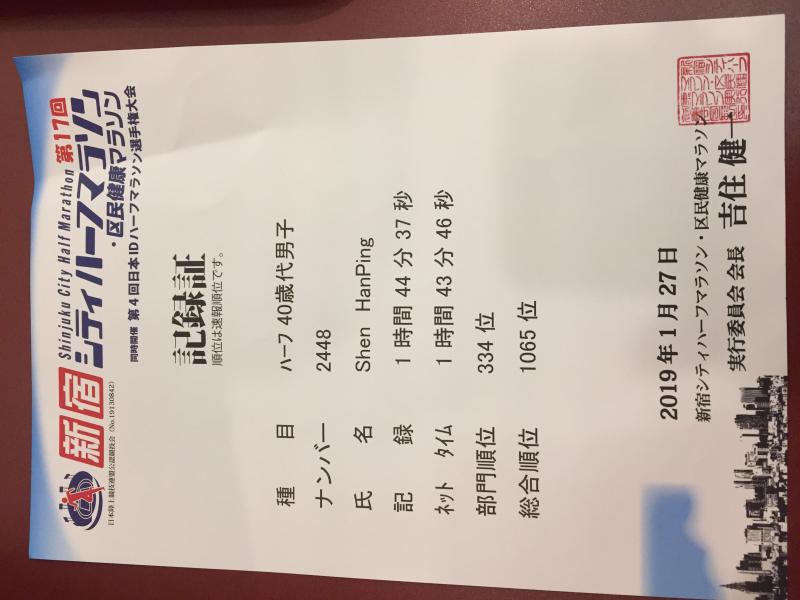 新宿 Shinjuku City Half Marathon 第17回
シティハーフマラソン
・区民健康マラソン
同時開催 第4回日本IDハーフマラソン選手権大会
日本陸上競技連盟公認競技会(No.19130842)
記録証
順位は速報順位です。
種目 ハーフ40歳代男子
ナンバー 2448
氏名 Shen HanPing
記録 1時間44分37秒
ネット タイム 1時間43分46秒
部門順位 334位
総合順位 1065位
2019年1月27日
新宿シティハーフマラソン・区民健康マラソン
実行委員会 会長 吉住 健一